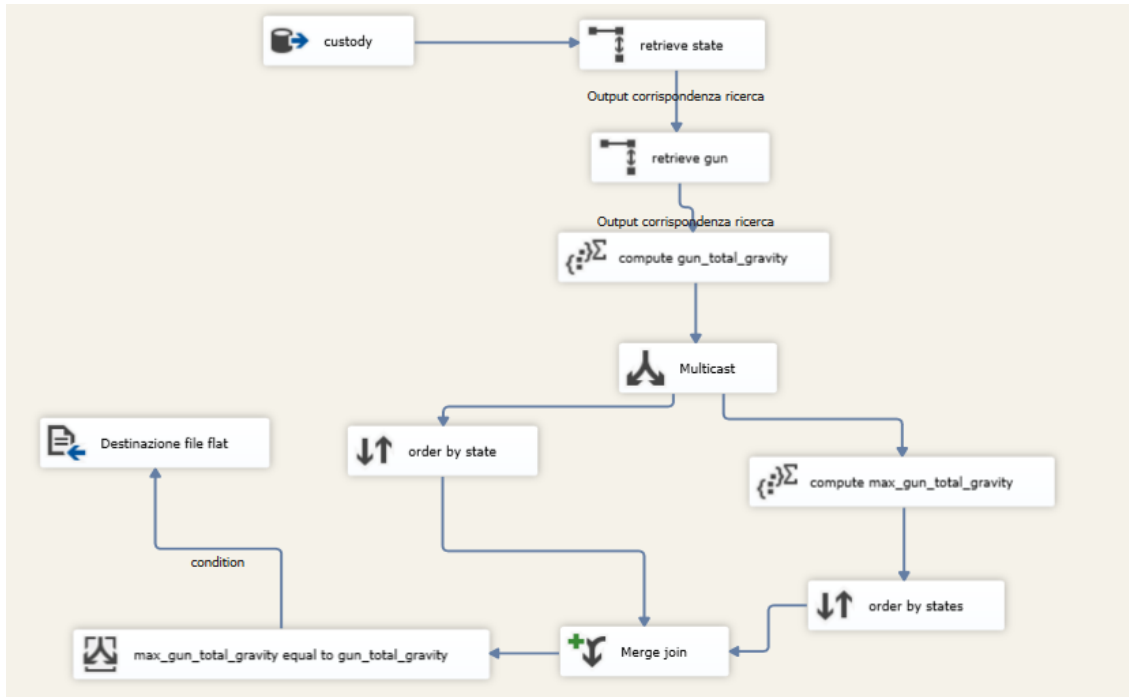 custody
retrieve state
Output corrispondenza ricerca
retrieve gun
Output corrispondenza ricerca
compute gun_total_gravity
Multicast
Destinazione file flat
order by state
compute max_gun_total_gravity
condition
order by states
max_gun_total_gravity equal to gun_total_gravity
Merge join